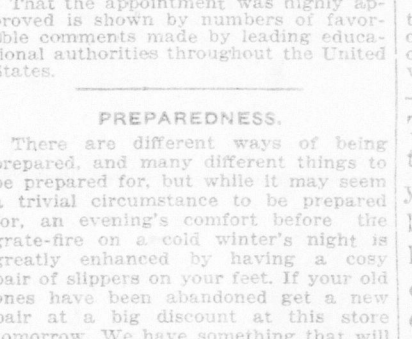 That the appointment was highly ap-
proved is shown by numbers of favor-
able comments made by leading educa-
tional authorities throughout the United
States.
PREPAREDNESS.
There are different ways of being
prepared, and many different things to
be prepared for, but while it may seem
a trivial circumstance to be prepared
for, an evening's comfort before the
grate-fire on a cold winter's night is
greatly enhanced by having a cosy
pair of slippers on your feet. If your old
ones have been abandoned get a new
pair at a big discount at this store
tomorrow. We have something that will